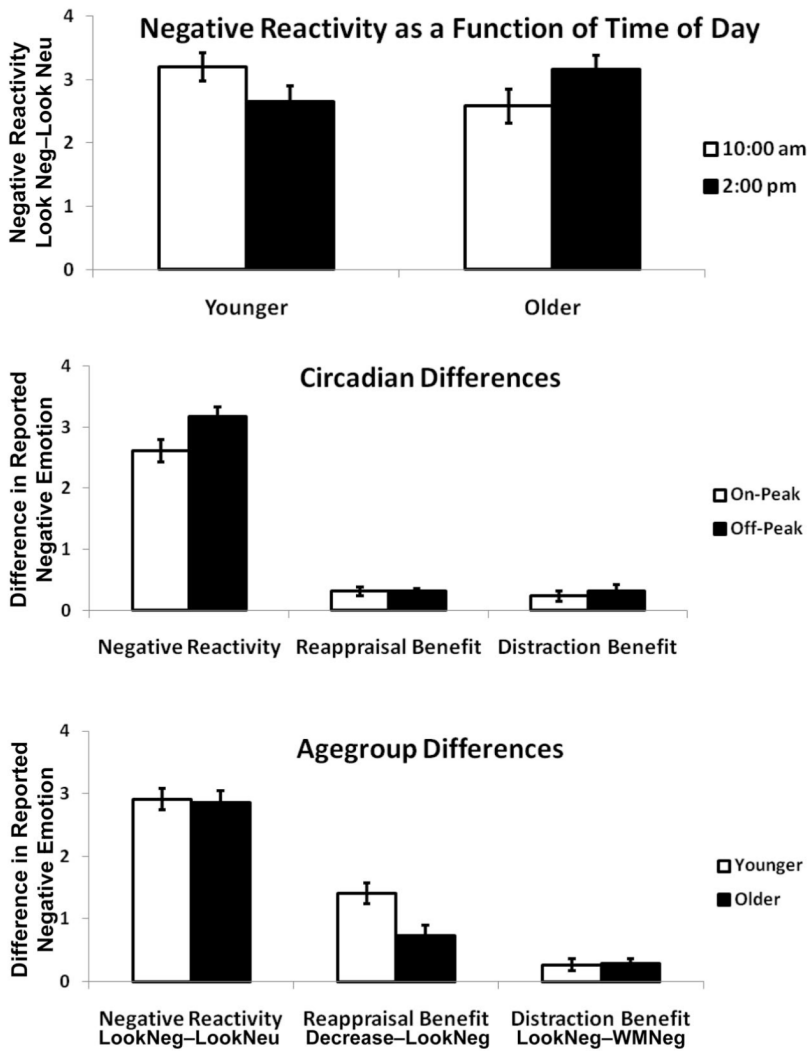 Negative Reactivity as a Function of Time of Day
Negative Reactivity
Look Neg–Look Neu
4
3
2
1
0
Younger
Older
10:00 am
2:00 pm
Circadian Differences
Difference in Reported
Negative Emotion
4
3
2
1
0
Negative Reactivity
Reappraisal Benefit
Distraction Benefit
On-Peak
Off-Peak
Agegroup Differences
Difference in Reported
Negative Emotion
4
3
2
1
0
Negative Reactivity
LookNeg–LookNeu
Reappraisal Benefit
Decrease–LookNeg
Distraction Benefit
LookNeg–WMNeg
Younger
Older